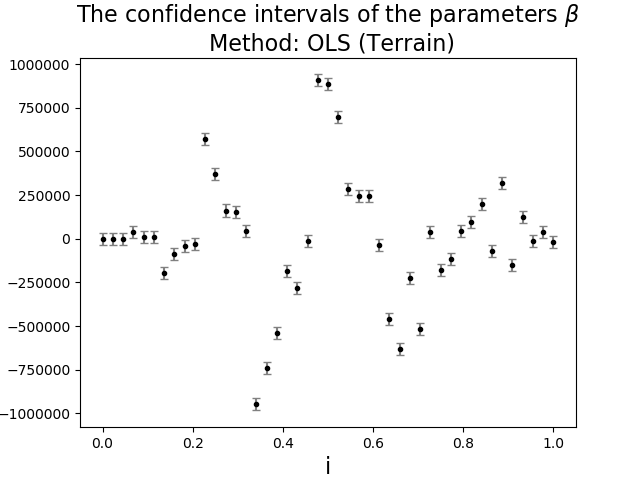 The confidence intervals of the parameters β
Method: OLS (Terrain)
1000000
750000
500000
250000
0
−250000
−500000
−750000
−1000000
0.0 0.2 0.4 0.6 0.8 1.0
i